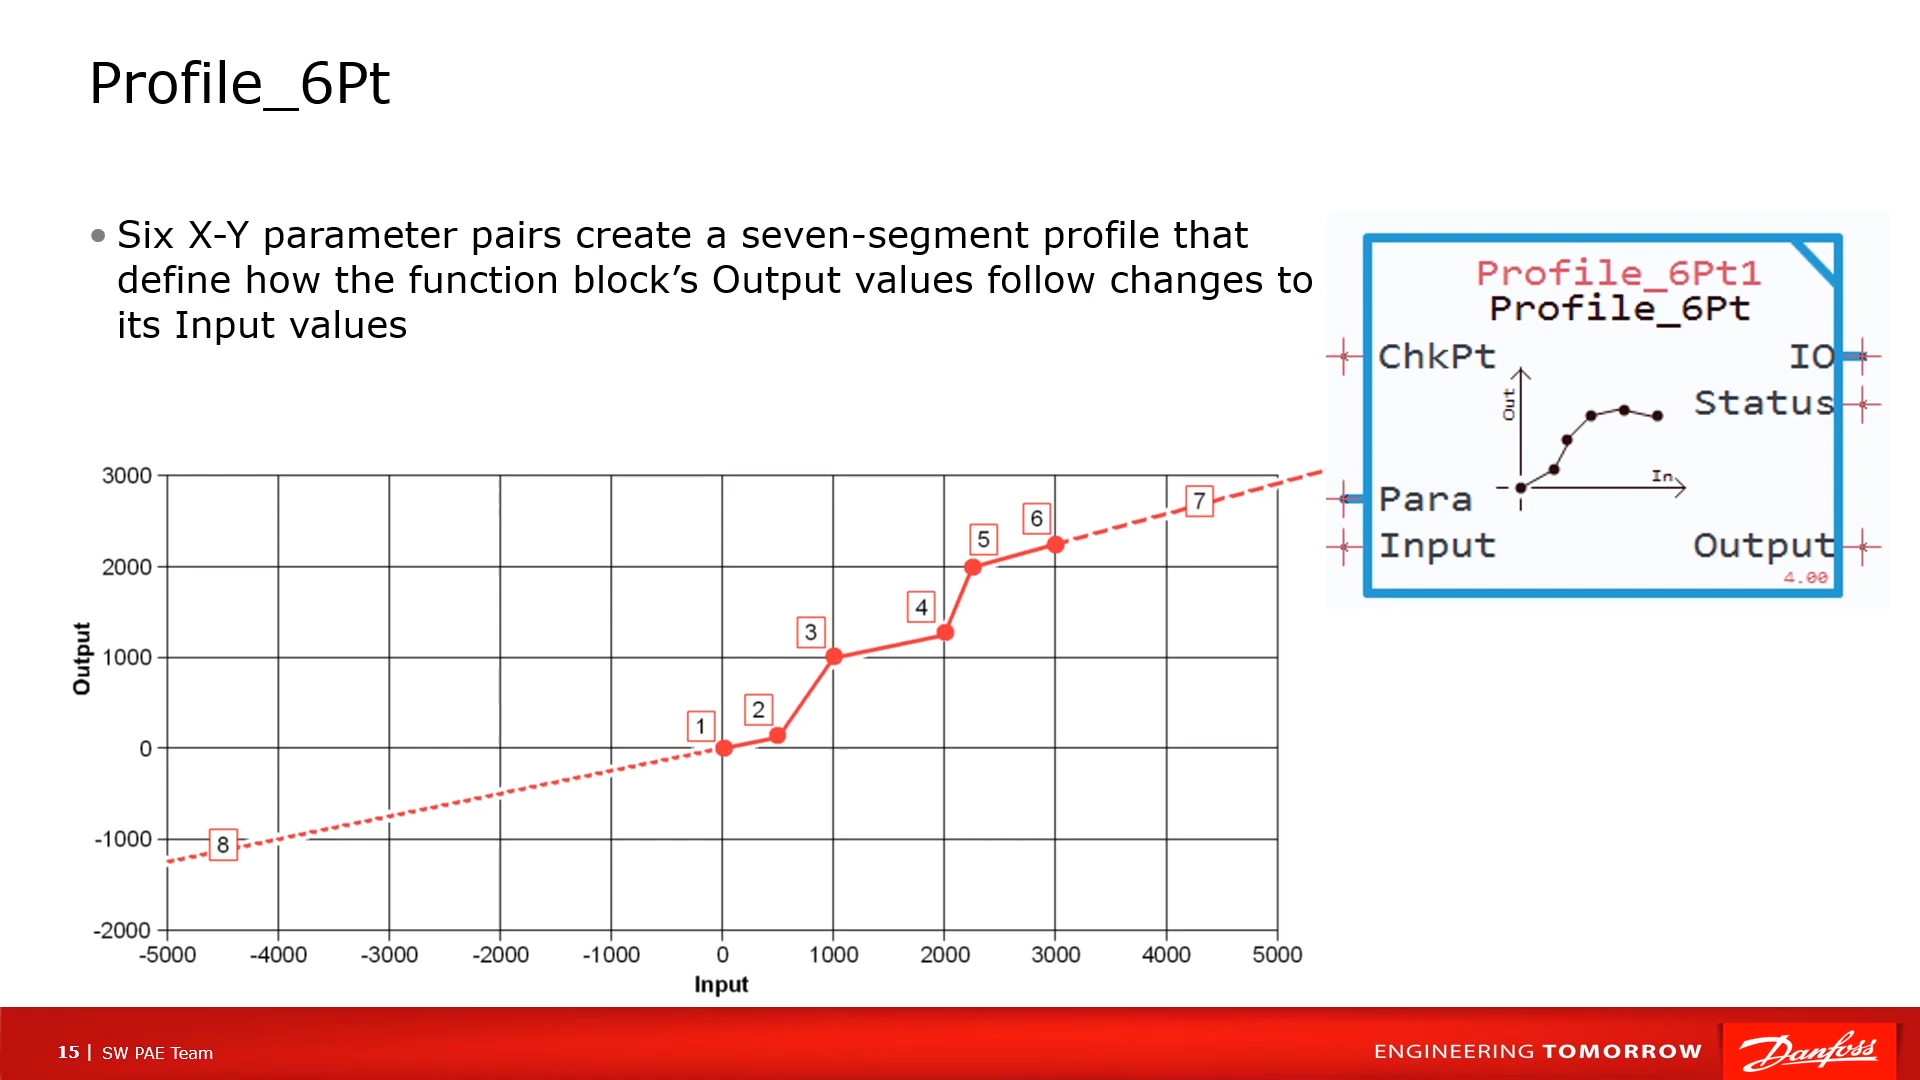 Profile_6Pt
• Six X-Y parameter pairs create a seven-segment profile that
define how the function block’s Output values follow changes to
its Input values
Profile_6Pt1
Profile_6Pt
ChkPt
IO
Status
Out
In
Para
Input
Output
4.00
3000
2000
1000
0
-1000
-2000
Output
-5000 -4000 -3000 -2000 -1000 0 1000 2000 3000 4000 5000
Input
1
2
3
4
5
6
7
8
15 | SW PAE Team
ENGINEERING TOMORROW
Danfoss